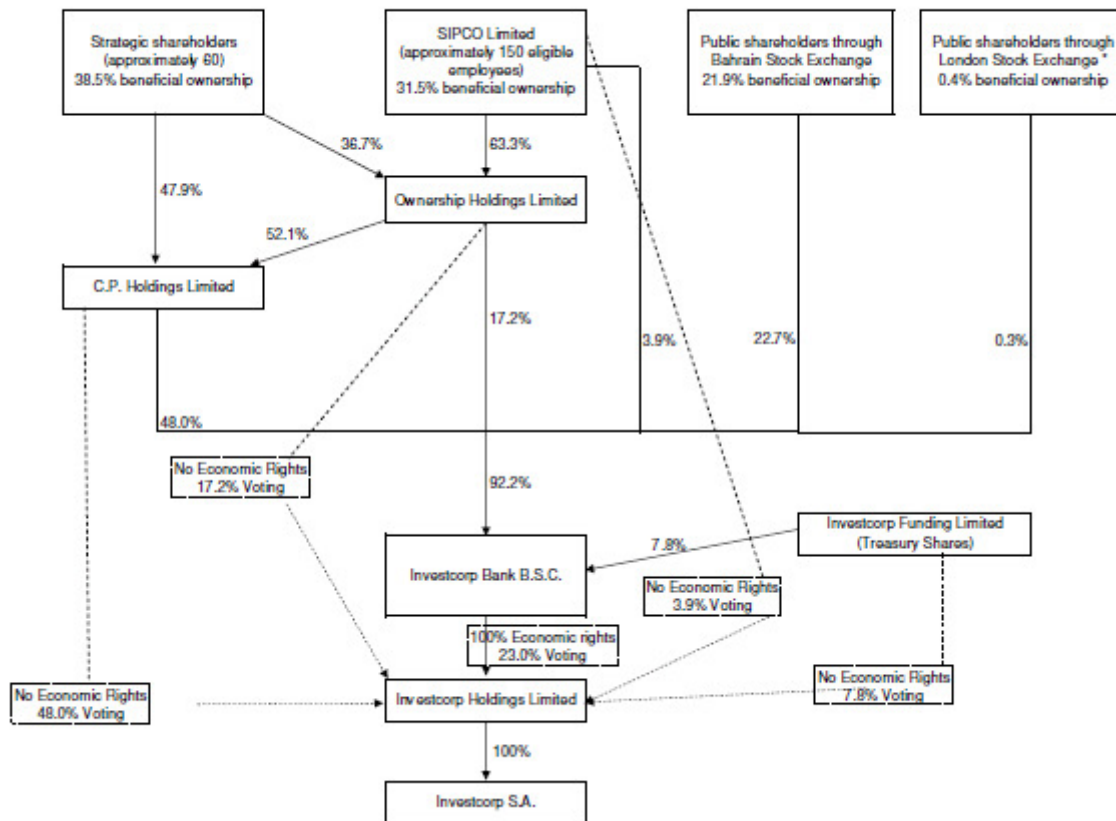 Strategic shareholders
(approximately 60)
38.5% beneficial ownership
SIPCO Limited
(approximately 150 eligible
employees)
31.5% beneficial ownership
Public shareholders through
Bahrain Stock Exchange
21.9% beneficial ownership
Public shareholders through
London Stock Exchange *
0.4% beneficial ownership
36.7%
63.3%
47.9%
Ownership Holdings Limited
52.1%
C.P. Holdings Limited
17.2%
3.9%
22.7%
0.3%
48.0%
No Economic Rights
17.2% Voting
92.2%
Investcorp Funding Limited
(Treasury Shares)
7.8%
Investcorp Bank B.S.C.
No Economic Rights
3.9% Voting
100% Economic rights
23.0% Voting
No Economic Rights
48.0% Voting
Investcorp Holdings Limited
No Economic Rights
7.8% Voting
100%
Investcorp S.A.